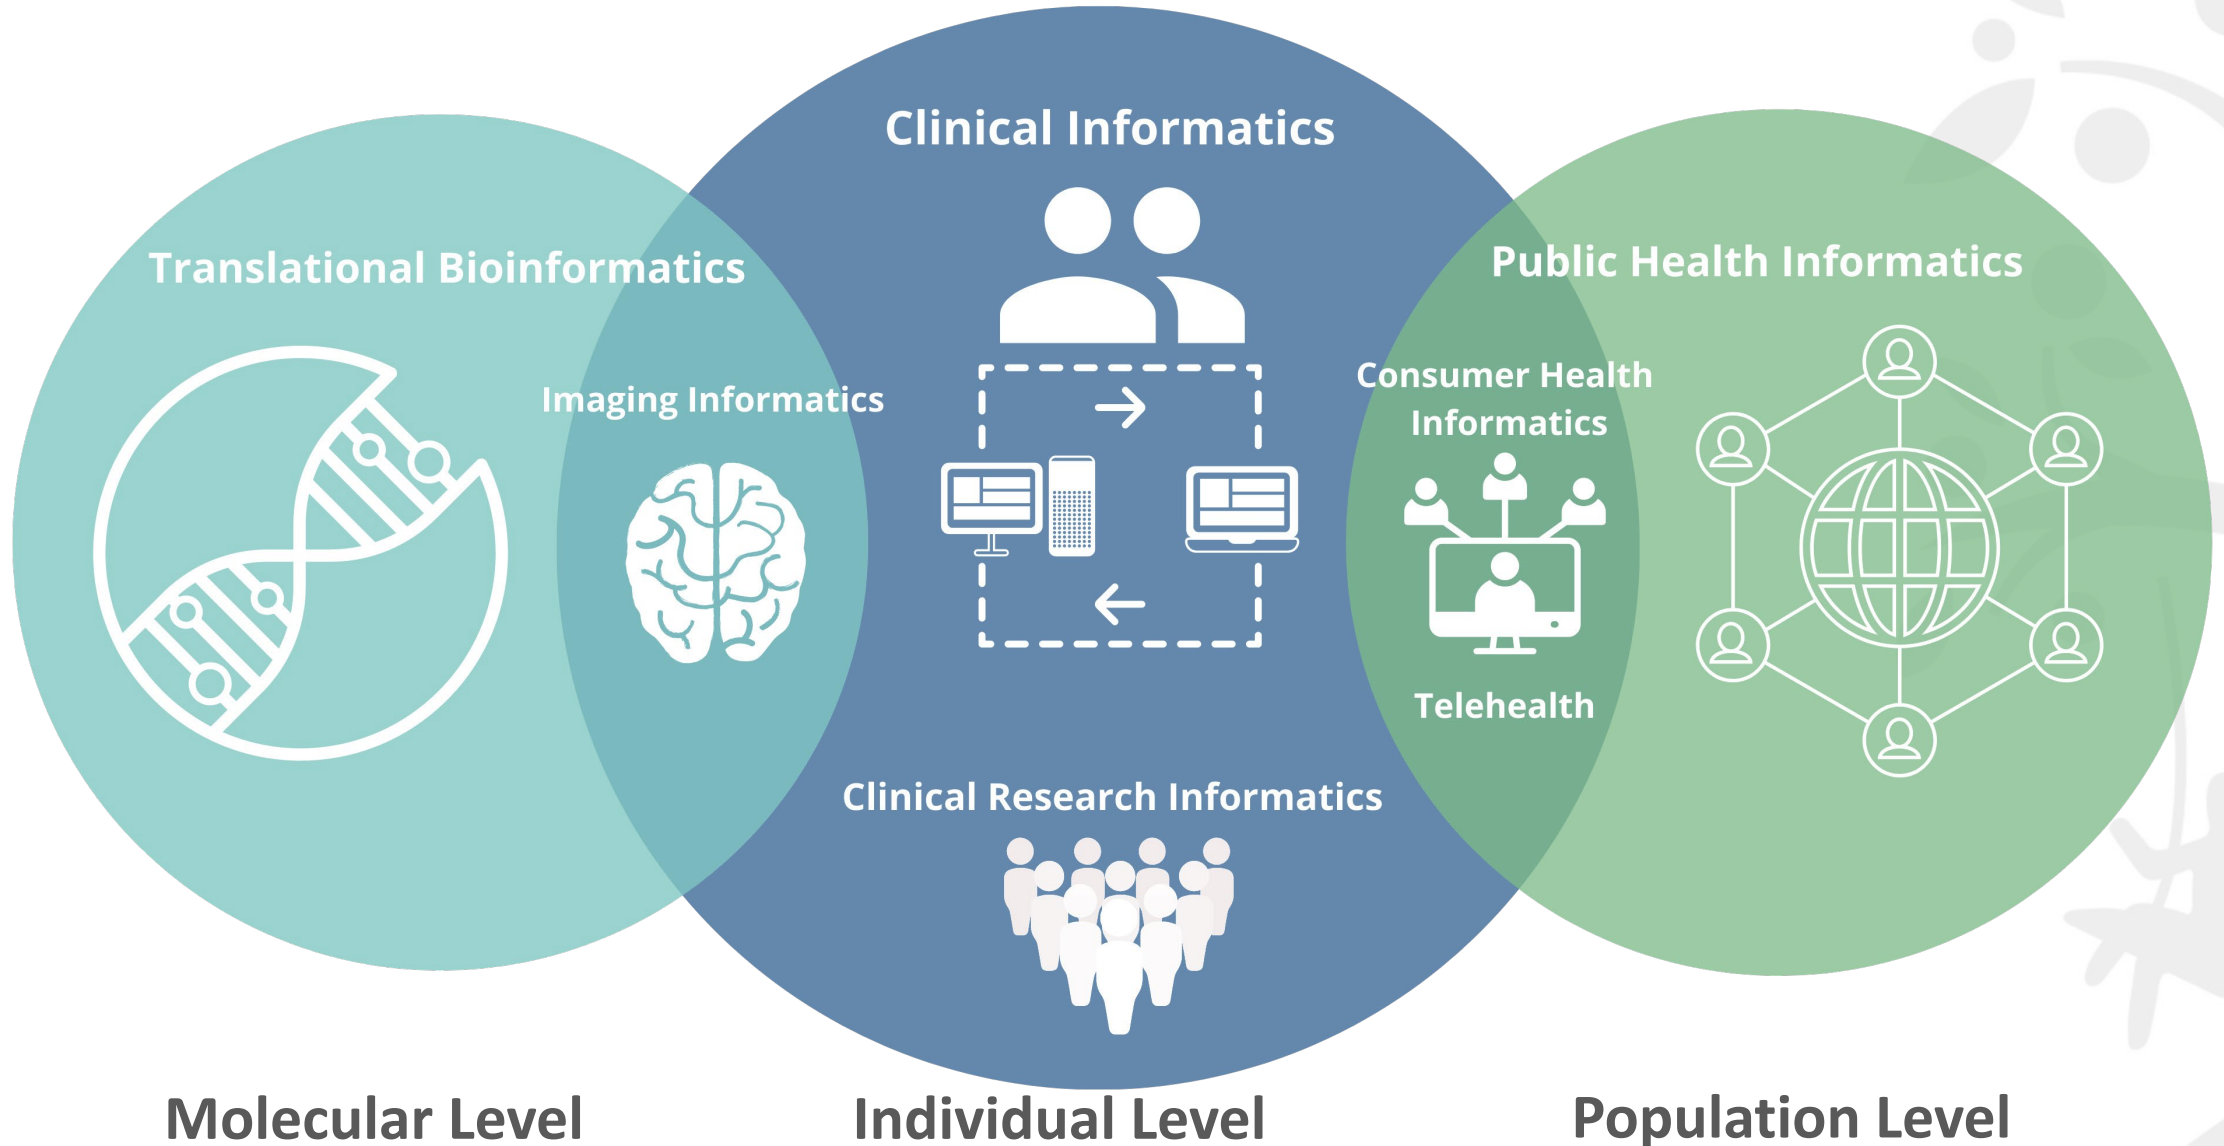 Clinical Informatics
Translational Bioinformatics
Public Health Informatics
Imaging Informatics
Consumer Health
Informatics
Telehealth
Clinical Research Informatics
Molecular Level
Individual Level
Population Level